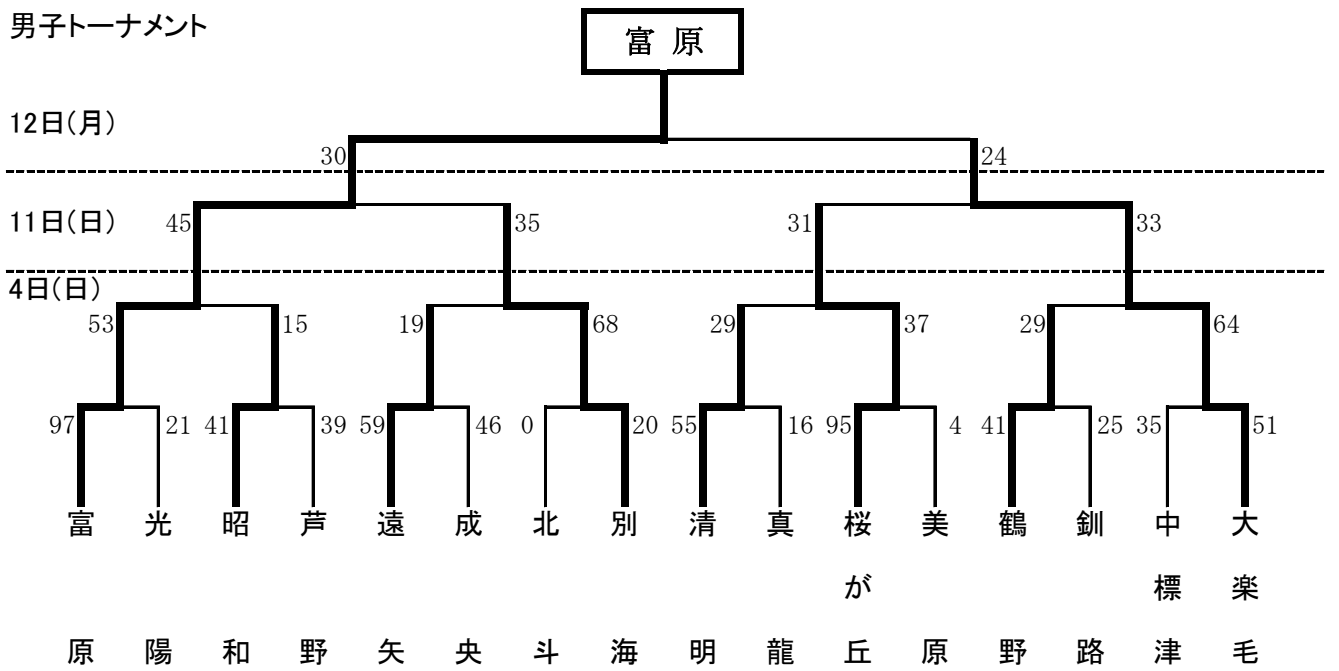 男子トーナメント
富原
12日(月)
30 24
11日(日) 45 35 31 33
4日(日)
53 15 19 68 29 37 29 64
97 21 41 39 59 46 0 20 55 16 95 4 41 25 35 51
富原
光陽
昭和
芦野
遠矢
成央
北斗
別海
清明
真龍
桜が丘
美原
鶴野
釧路
中標津
大楽毛